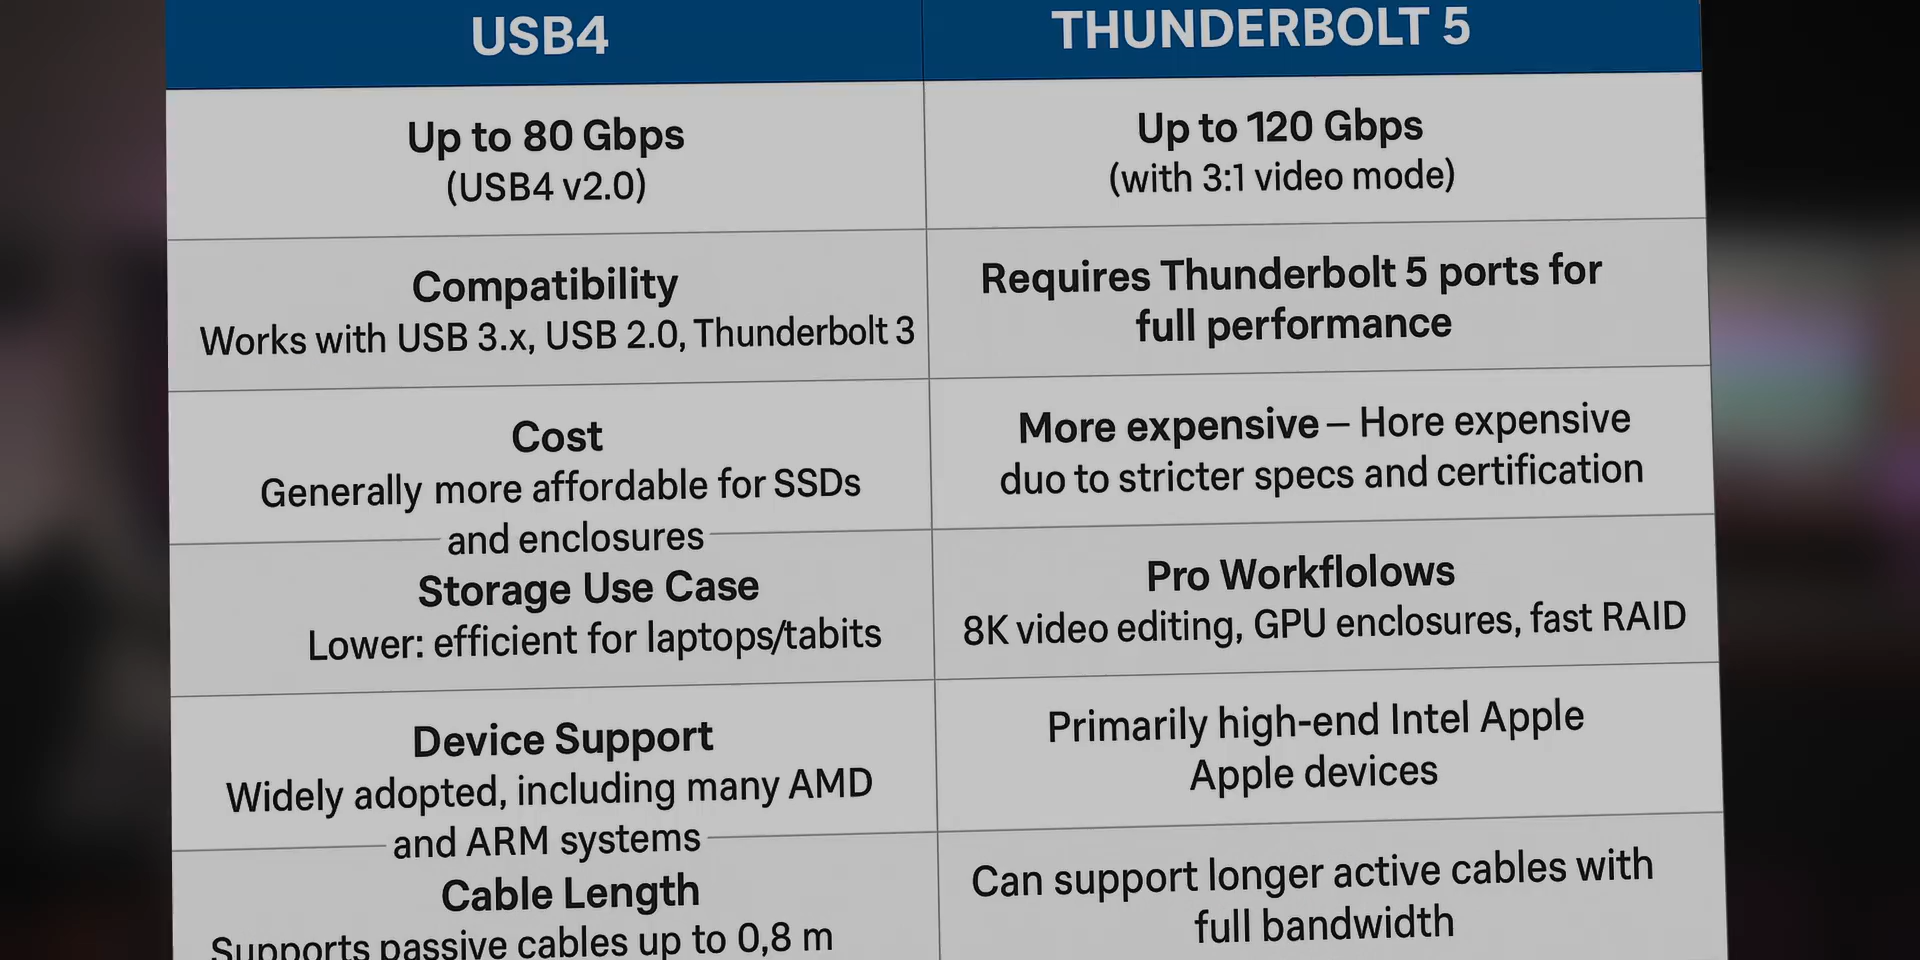 USB4
THUNDERBOLT 5
Up to 80 Gbps
(USB4 v2.0)
Up to 120 Gbps
(with 3:1 video mode)
Compatibility
Works with USB 3.x, USB 2.0, Thunderbolt 3
Requires Thunderbolt 5 ports for
full performance
Cost
Generally more affordable for SSDs
and enclosures
More expensive – Hore expensive
duo to stricter specs and certification
Storage Use Case
Lower: efficient for laptops/tabits
Pro Workflolows
8K video editing, GPU enclosures, fast RAID
Device Support
Widely adopted, including many AMD
and ARM systems
Primarily high-end Intel Apple
Apple devices
Cable Length
Supports passive cables up to 0,8 m
Can support longer active cables with
full bandwidth